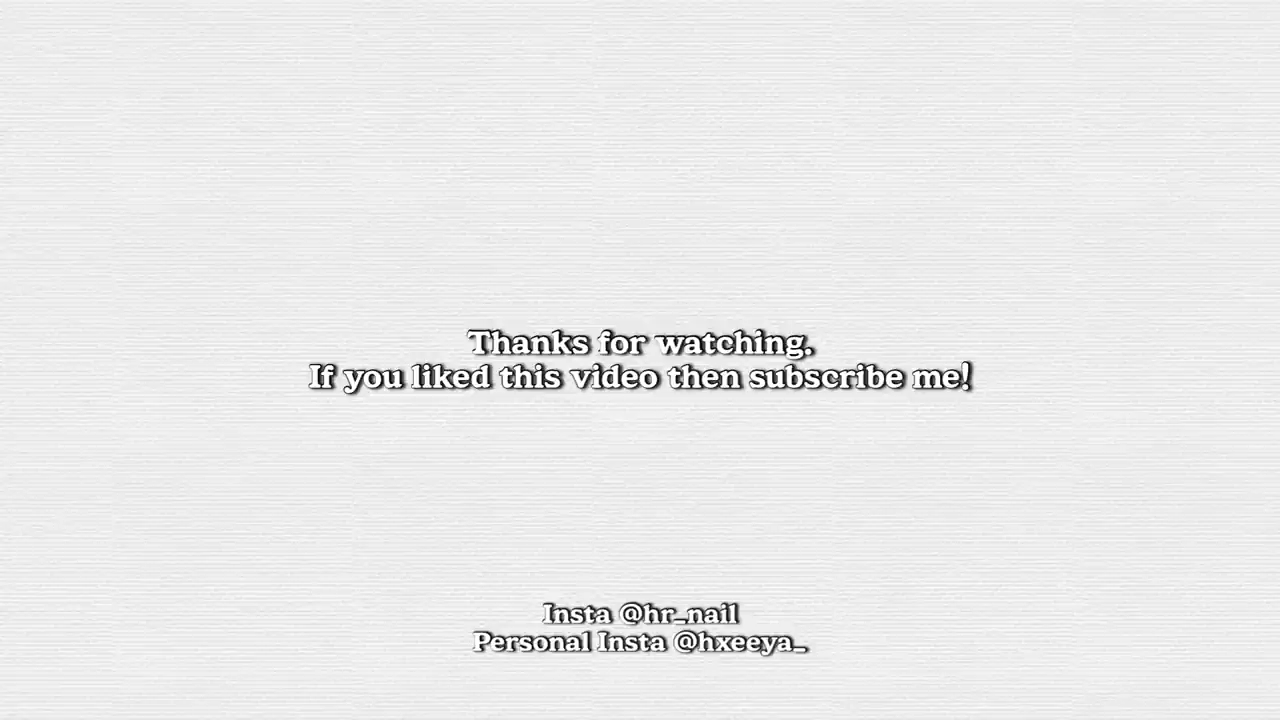 Thanks for watching.
If you liked this video then subscribe me!
Insta @hr_nail
Personal Insta @hxeeya_